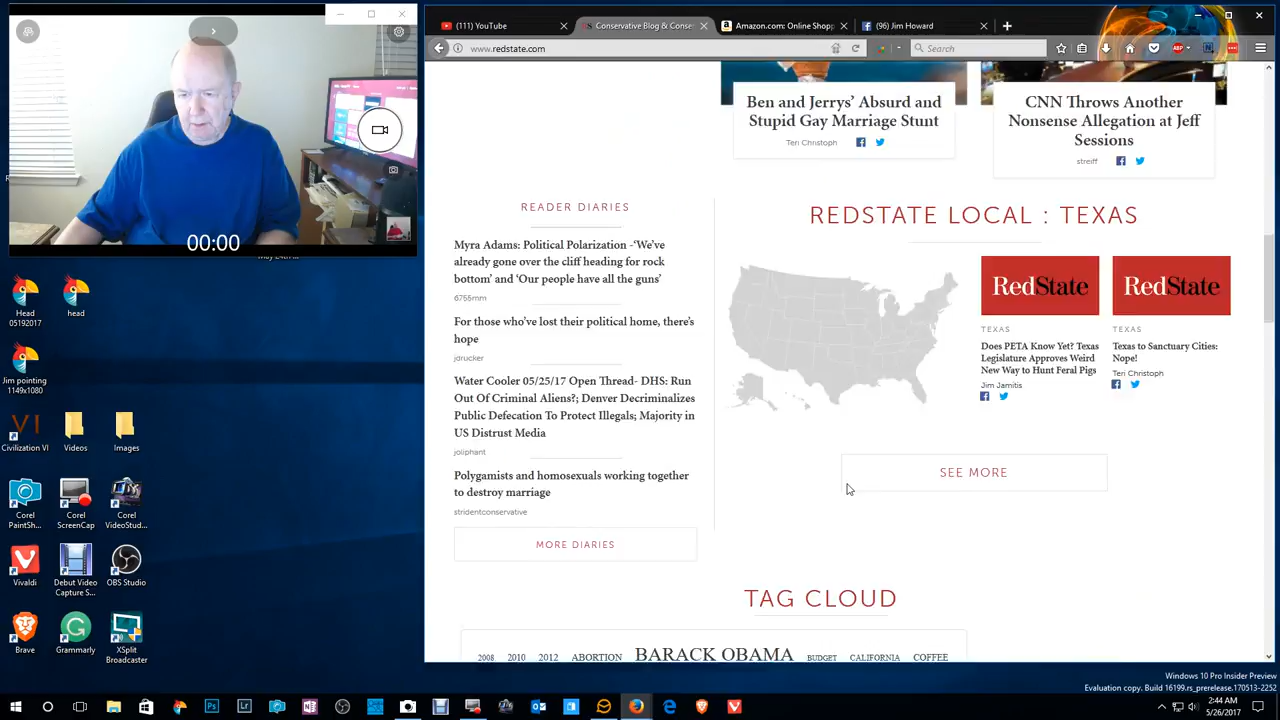 (111) YouTube
Conservative Blog & Conse
Amazon.com: Online Shopp
(96) Jim Howard
www.redstate.com
Search
00:00
Ben and Jerrys' Absurd and
Stupid Gay Marriage Stunt
Teri Christoph
CNN Throws Another
Nonsense Allegation at Jeff
Sessions
streiff
READER DIARIES
Myra Adams: Political Polarization -'We've
already gone over the cliff heading for rock
bottom' and 'Our people have all the guns'
6755mm
For those who've lost their political home, there's
hope
jdrucker
Water Cooler 05/25/17 Open Thread- DHS: Run
Out Of Criminal Aliens?; Denver Decriminalizes
Public Defecation To Protect Illegals; Majority in
US Distrust Media
joliphant
Polygamists and homosexuals working together
to destroy marriage
stridentconservative
MORE DIARIES
REDSTATE LOCAL : TEXAS
RedState
RedState
TEXAS
Does PETA Know Yet? Texas
Legislature Approves Weird
New Way to Hunt Feral Pigs
Jim Jamitis
TEXAS
Texas to Sanctuary Cities:
Nope!
Teri Christoph
SEE MORE
TAG CLOUD
2008 2010 2012 ABORTION BARACK OBAMA BUDGET CALIFORNIA COFFEE
Head
05192017
head
Jim pointing
1149x1080
Civilization VI
Videos
Images
Corel
PaintSh...
Corel
ScreenCap
Corel
VideoStud...
Vivaldi
Debut Video
Capture S...
OBS Studio
Brave
Grammarly
XSplit
Broadcaster
Windows 10 Pro Insider Preview
Evaluation copy. Build 16199.rs_prerelease.170513-2252
2:44 AM
5/26/2017